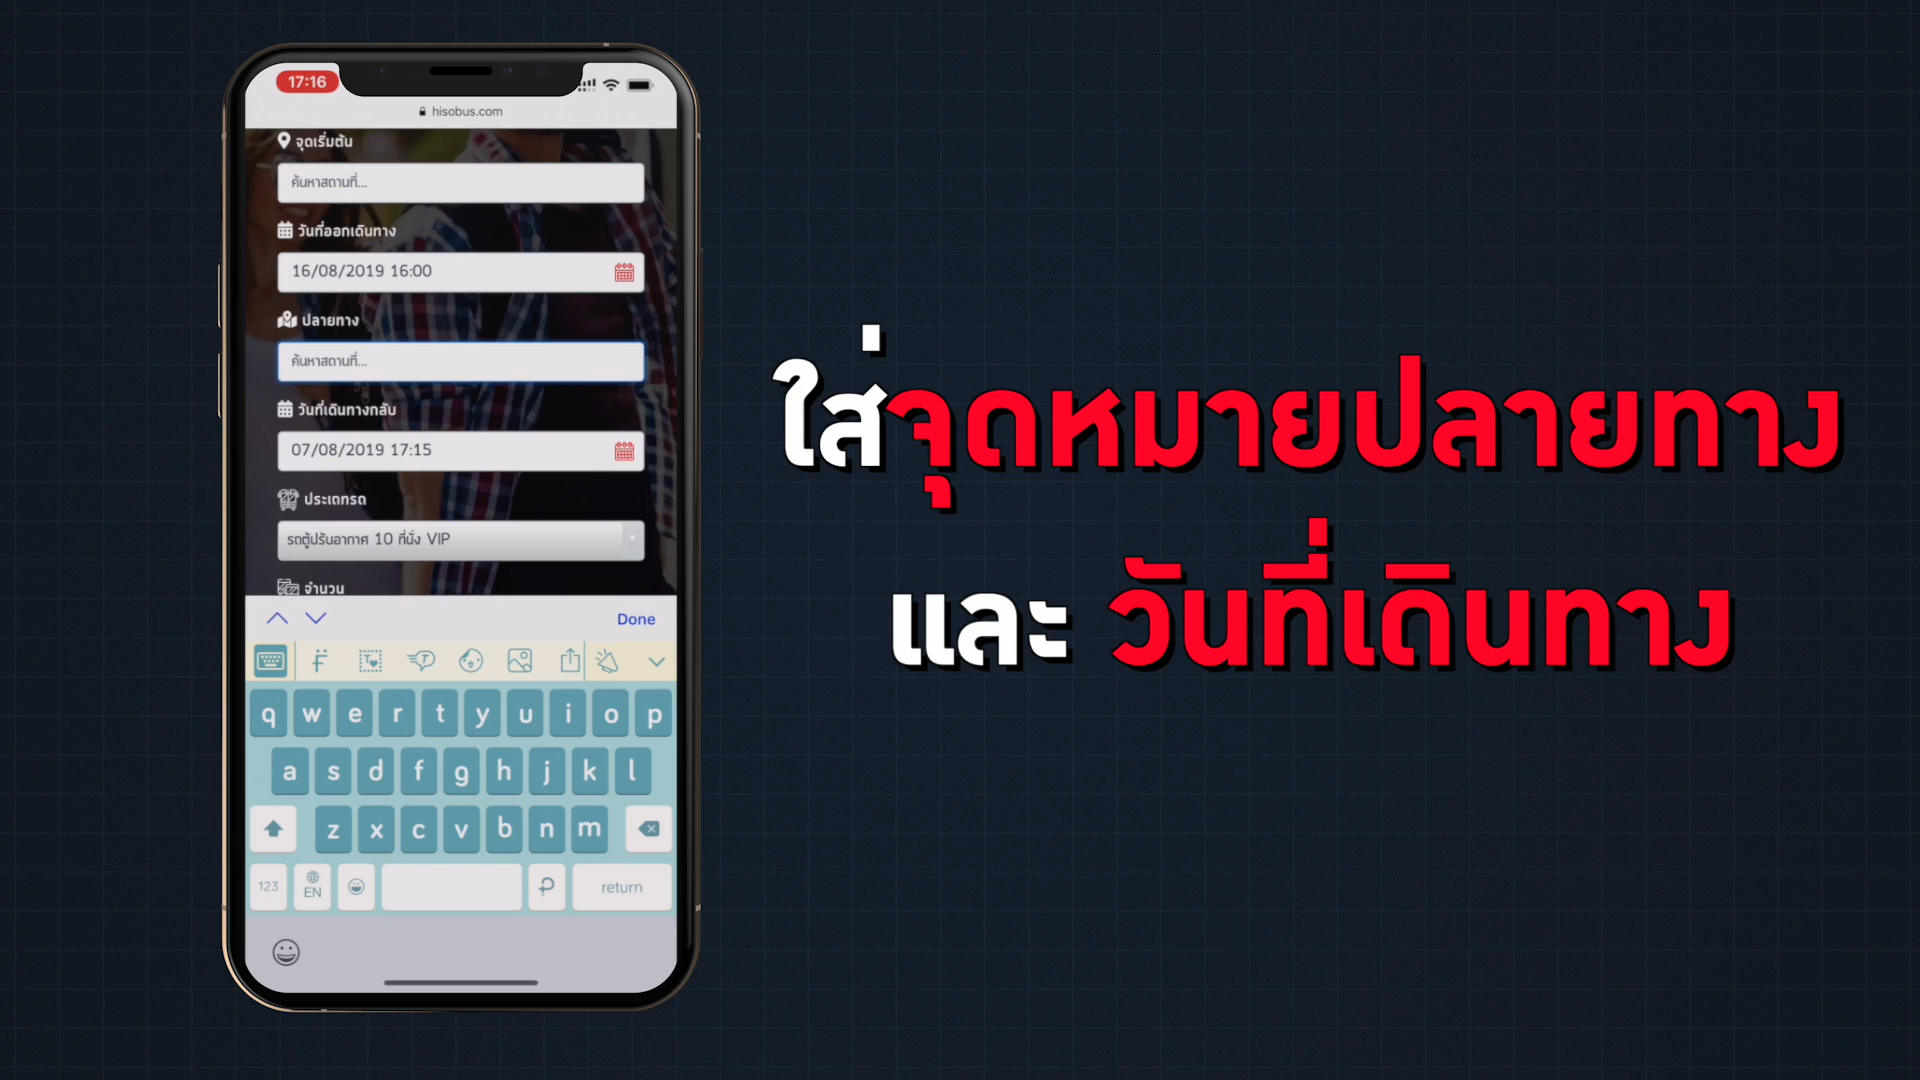 17:16
hisobus.com
จุดเริ่มต้น
ค้นหาสถานที่...
วันที่ออกเดินทาง
16/08/2019 16:00
ปลายทาง
ค้นหาสถานที่...
วันที่เดินทางกลับ
07/08/2019 17:15
ประเภทรถ
รถตู้ปรับอากาศ 10 ที่นั่ง VIP
จำนวน
Done
q w e r t y u i o p
a s d f g h j k l
z x c v b n m
123 EN return
ใส่จุดหมายปลายทาง
และ วันที่เดินทาง